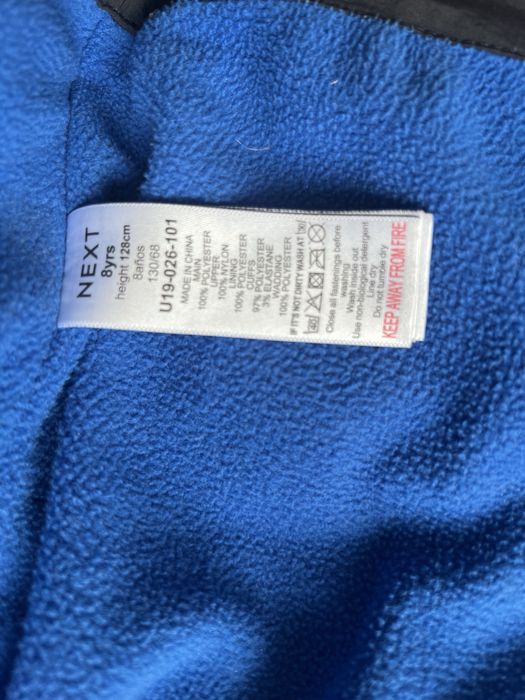 NEXT
8yrs
height 128cm
8años
130/68
U19-026-101
MADE IN CHINA
MAIN
100% POLYESTER
UPPER
100% NYLON
LINING
100% POLYESTER
CUFFS
97% POLYESTER
3% ELASTANE
WADDING
100% POLYESTER
IF IT'S NOT DIRTY WASH AT 30
40
Close all fastenings before
washing
Wash inside out
Use non-biological detergent
Line dry
Do not tumble dry
KEEP AWAY FROM FIRE